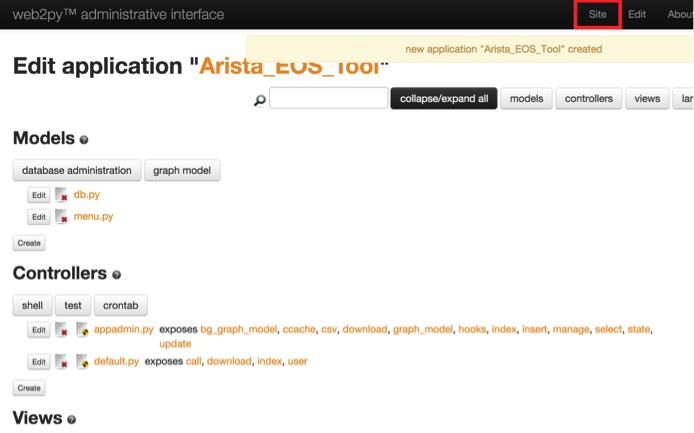 web2py™ administrative interface Site Edit Abou
new application "Arista_EOS_Tool" created
Edit application "Arista_EOS_Tool"
collapse/expand all models controllers views lar
Models
database administration graph model
Edit db.py
Edit menu.py
Create
Controllers
shell test crontab
Edit appadmin.py exposes bg_graph_model, ccache, csv, download, graph_model, hooks, index, insert, manage, select, state,
update
Edit default.py exposes call, download, index, user
Create
Views